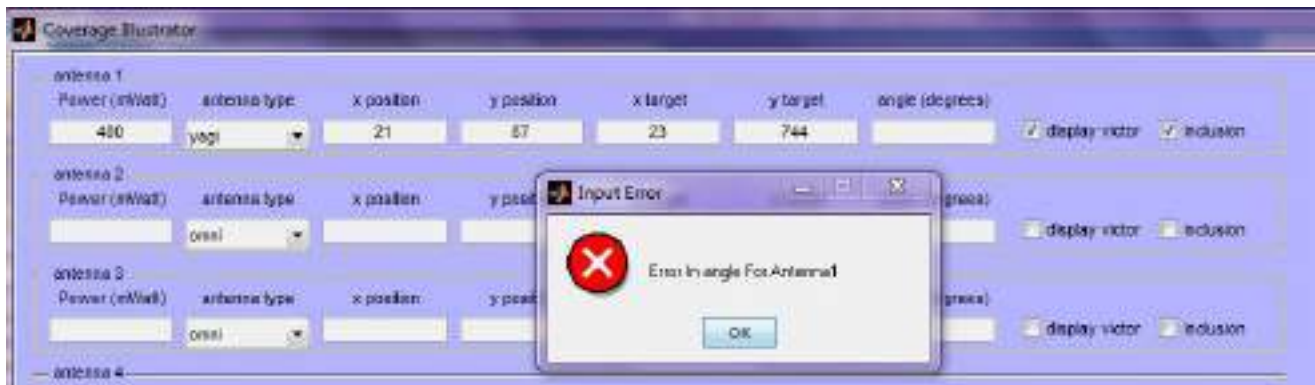 Coverage Illustrator
antenna 1
Power (mWatt) antenna type x position y position x target y target angle (degrees)
400 yagi 21 87 23 744 display victor inclusion
antenna 2
Power (mWatt) antenna type x position
omni display victor inclusion
Input Error
Error In angle For Antenna1
OK
antenna 3
Power (mWatt) antenna type x position
omni display victor inclusion
antenna 4